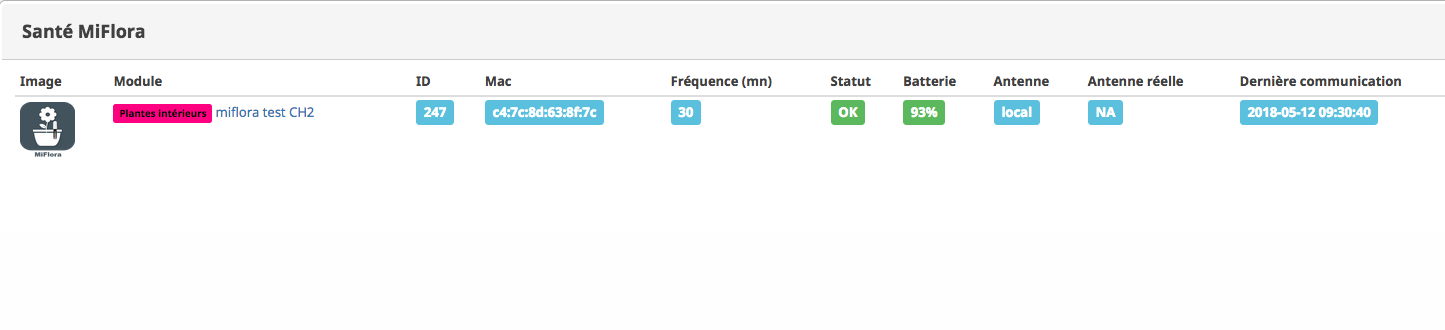 Santé MiFlora
Image Module ID Mac Fréquence (mn) Statut Batterie Antenne Antenne réelle Dernière communication
Plantes intérieurs miflora test CH2 247 c4:7c:8d:63:8f:7c 30 OK 93% local NA 2018-05-12 09:30:40
MiFlora